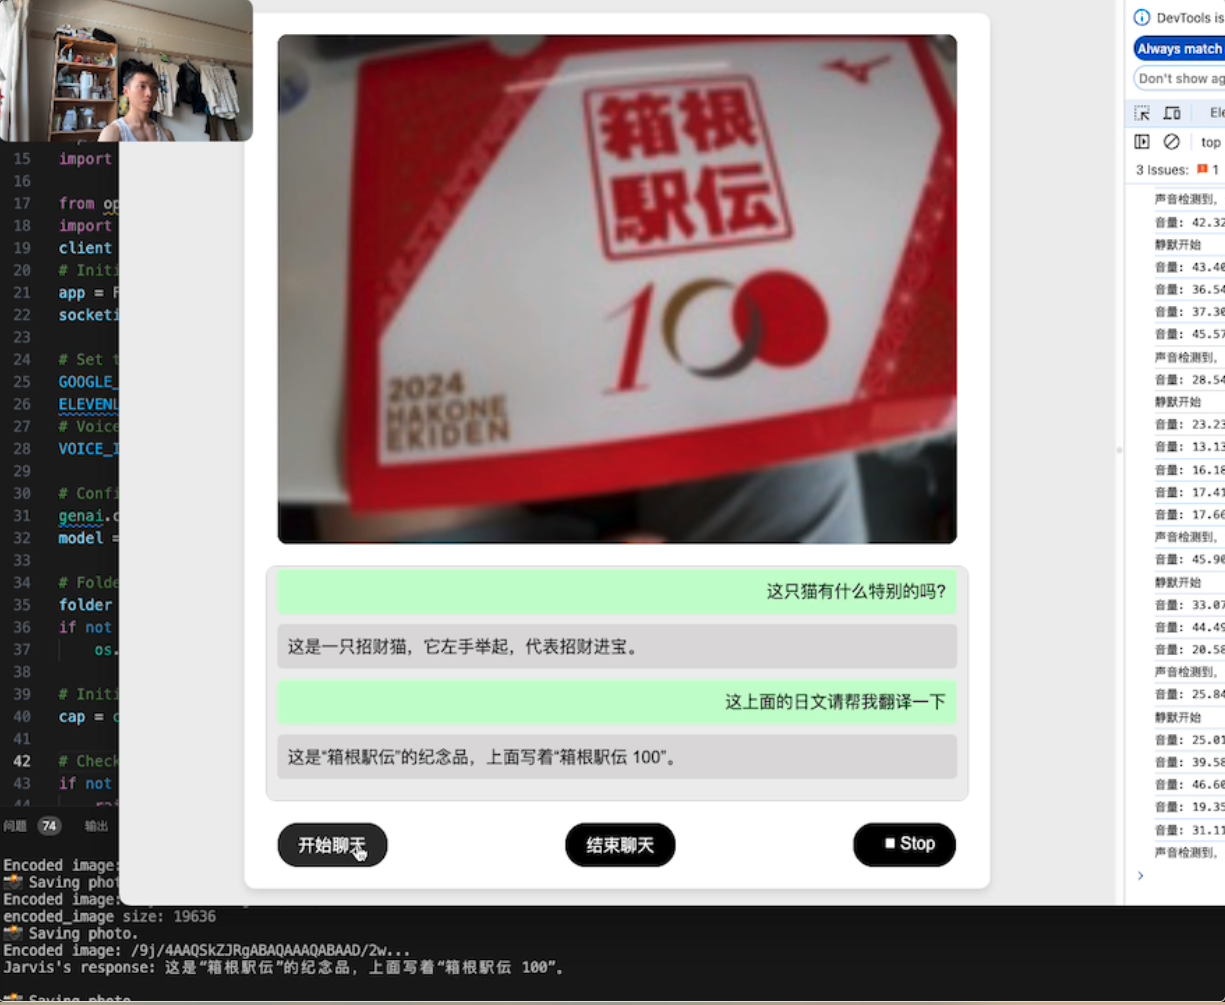 箱根
駅伝
100
2024
HAKONE
EKIDEN
这只猫有什么特别的吗?
这是一只招财猫，它左手举起，代表招财进宝。
这上面的日文请帮我翻译一下
这是“箱根駅伝”的纪念品，上面写着“箱根駅伝 100”。
开始聊天
结束聊天
Stop
15 import
16
17 from op
18 import
19 client
20 # Initi
21 app = F
22 socketi
23
24 # Set t
25 GOOGLE_
26 ELEVENL
27 # Voice
28 VOICE_I
29
30 # Confi
31 genai.c
32 model =
33
34 # Folde
35 folder
36 if not
37 os.
38
39 # Initi
40 cap = c
41
42 # Check
43 if not
问题 74 输出
Encoded image:
Saving phot
Encoded image:
encoded_image size: 19636
Saving photo.
Encoded image: /9j/4AAQSkZJRgABAQAAAQABAAD/2w...
Jarvis's response: 这是“箱根駅伝”的纪念品，上面写着“箱根駅伝 100”。
Saving photo
DevTools is
Always match
Don't show ag
Ele
top
3 Issues: 1
声音检测到,
音量: 42.32
静默开始
音量: 43.40
音量: 36.54
音量: 37.30
音量: 45.57
声音检测到,
音量: 28.54
静默开始
音量: 23.23
音量: 13.13
音量: 16.18
音量: 17.41
音量: 17.66
声音检测到,
音量: 45.90
静默开始
音量: 33.07
音量: 44.49
音量: 20.58
声音检测到,
音量: 25.84
静默开始
音量: 25.01
音量: 39.58
音量: 46.60
音量: 19.35
音量: 31.11
声音检测到,